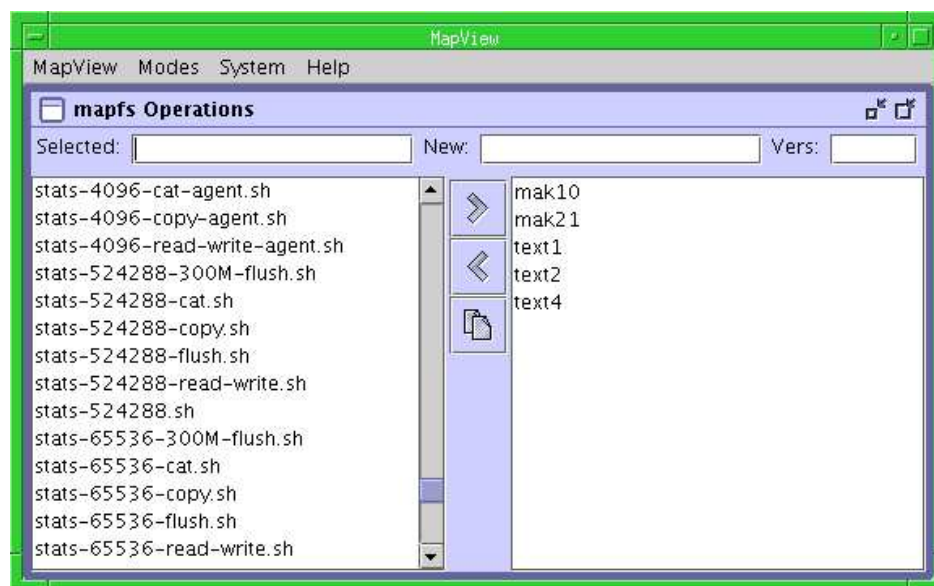 MapView
MapView Modes System Help
mapfs Operations
Selected: New: Vers:
stats-4096-cat-agent.sh
stats-4096-copy-agent.sh
stats-4096-read-write-agent.sh
stats-524288-300M-flush.sh
stats-524288-cat.sh
stats-524288-copy.sh
stats-524288-flush.sh
stats-524288-read-write.sh
stats-524288.sh
stats-65536-300M-flush.sh
stats-65536-cat.sh
stats-65536-copy.sh
stats-65536-flush.sh
stats-65536-read-write.sh
mak10
mak21
text1
text2
text4